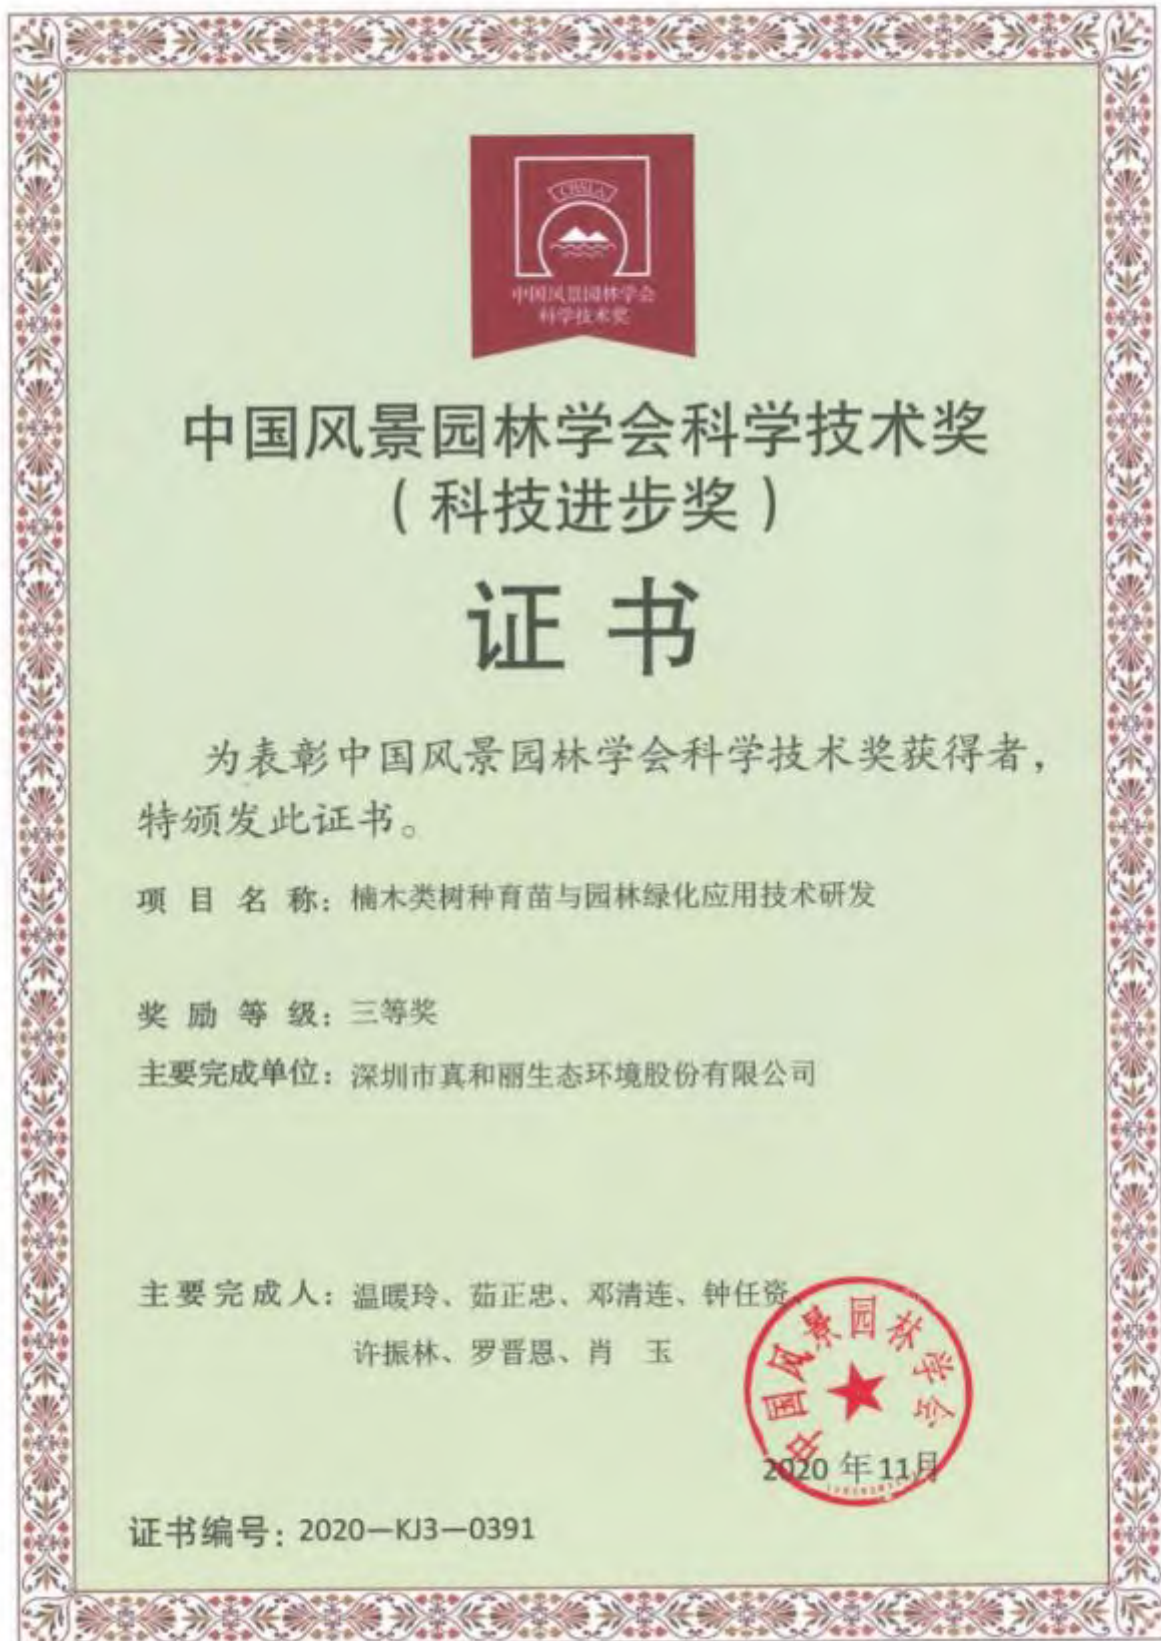 CHSLA
中国风景园林学会
科学技术奖
中国风景园林学会科学技术奖
（科技进步奖）
证书
为表彰中国风景园林学会科学技术奖获得者，
特颁发此证书。
项目名称：楠木类树种育苗与园林绿化应用技术研发
奖励等级：三等奖
主要完成单位：深圳市真和丽生态环境股份有限公司
主要完成人：温暖玲、茹正忠、邓清连、钟任资、
许振林、罗晋恩、肖 玉
中国风景园林学会
2020年11月
证书编号：2020—KJ3—0391